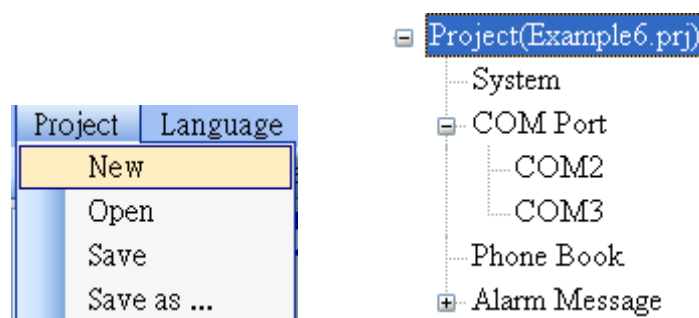 Project Language
New
Open
Save
Save as ...
Project(Example6.prj)
System
COM Port
COM2
COM3
Phone Book
Alarm Message